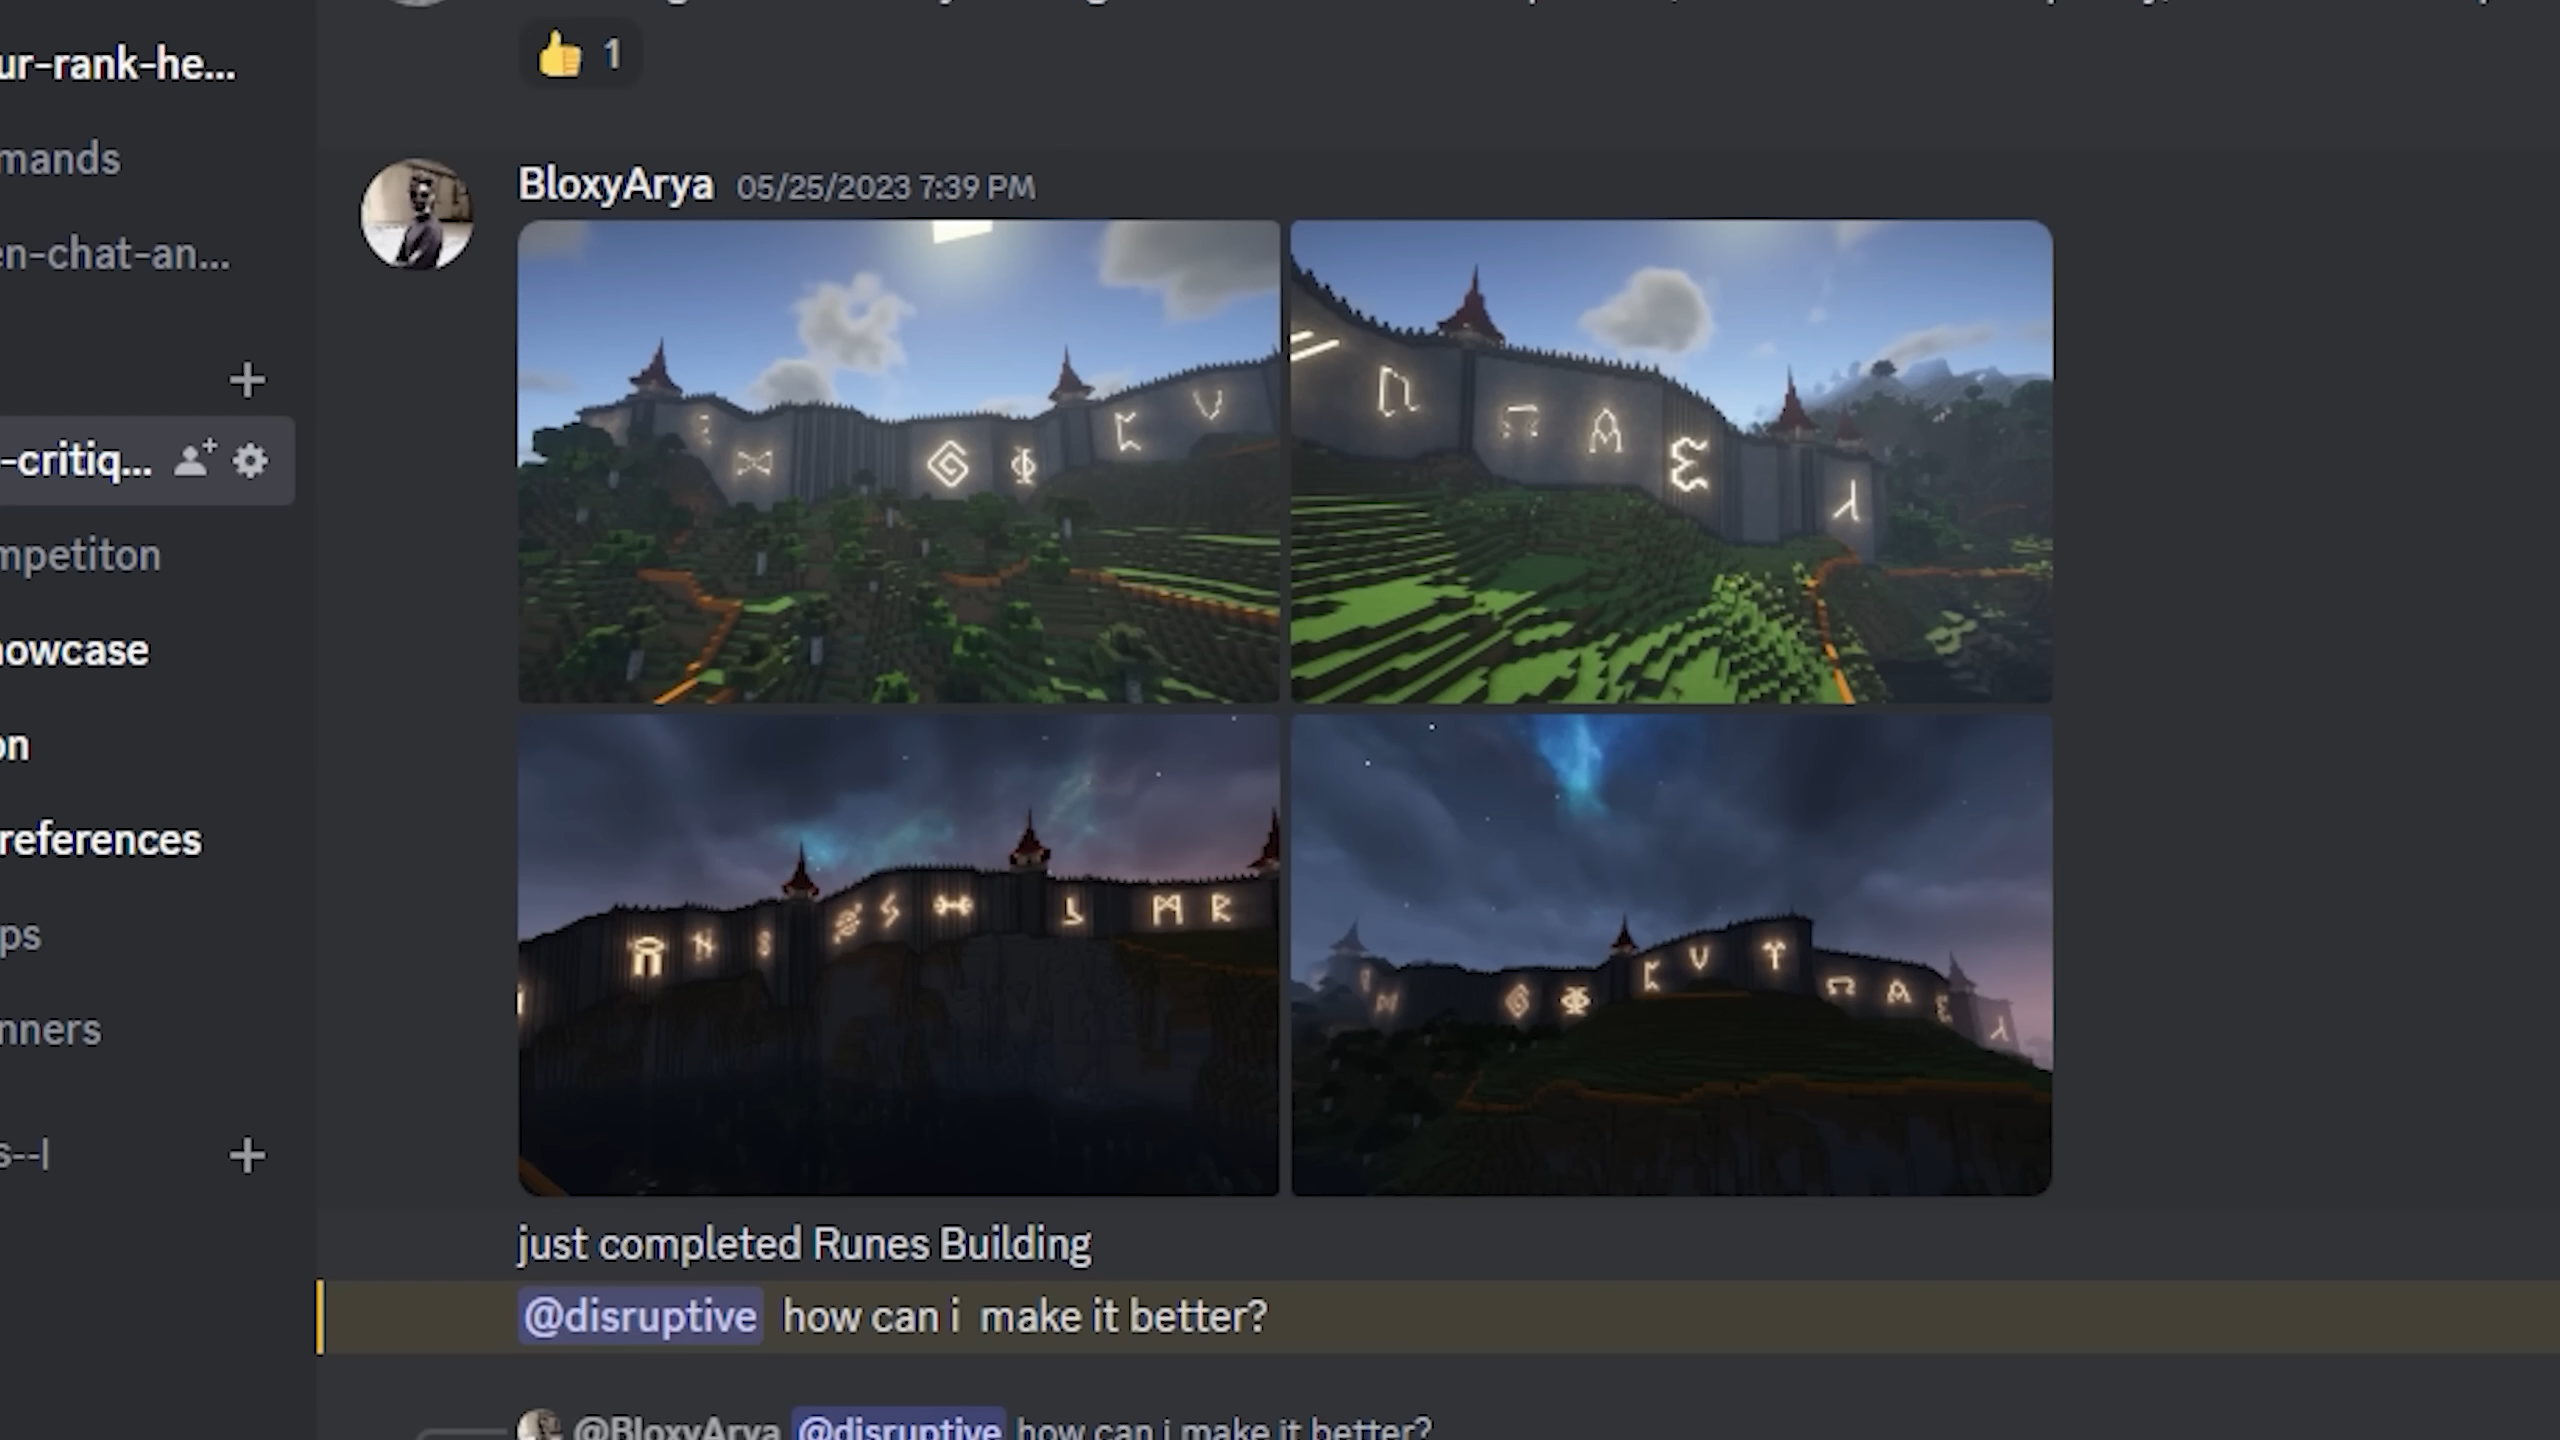 ur-rank-he...
mands
en-chat-an...
-critiq...
mpetiton
owcase
on
references
ps
nners
s--|
1
BloxyArya 05/25/2023 7:39 PM
just completed Runes Building
@disruptive how can i make it better?
@BloxyArya @disruptive how can i make it better?